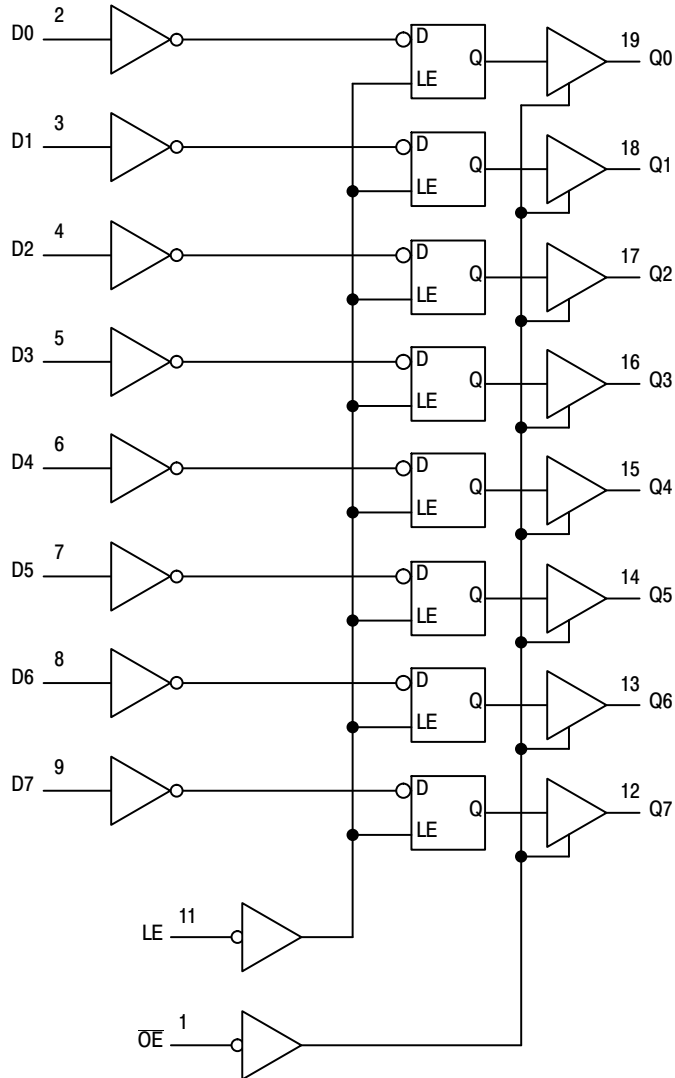 D0 2 D Q LE 19 Q0
D1 3 D Q LE 18 Q1
D2 4 D Q LE 17 Q2
D3 5 D Q LE 16 Q3
D4 6 D Q LE 15 Q4
D5 7 D Q LE 14 Q5
D6 8 D Q LE 13 Q6
D7 9 D Q LE 12 Q7
LE 11
O̅E̅ 1